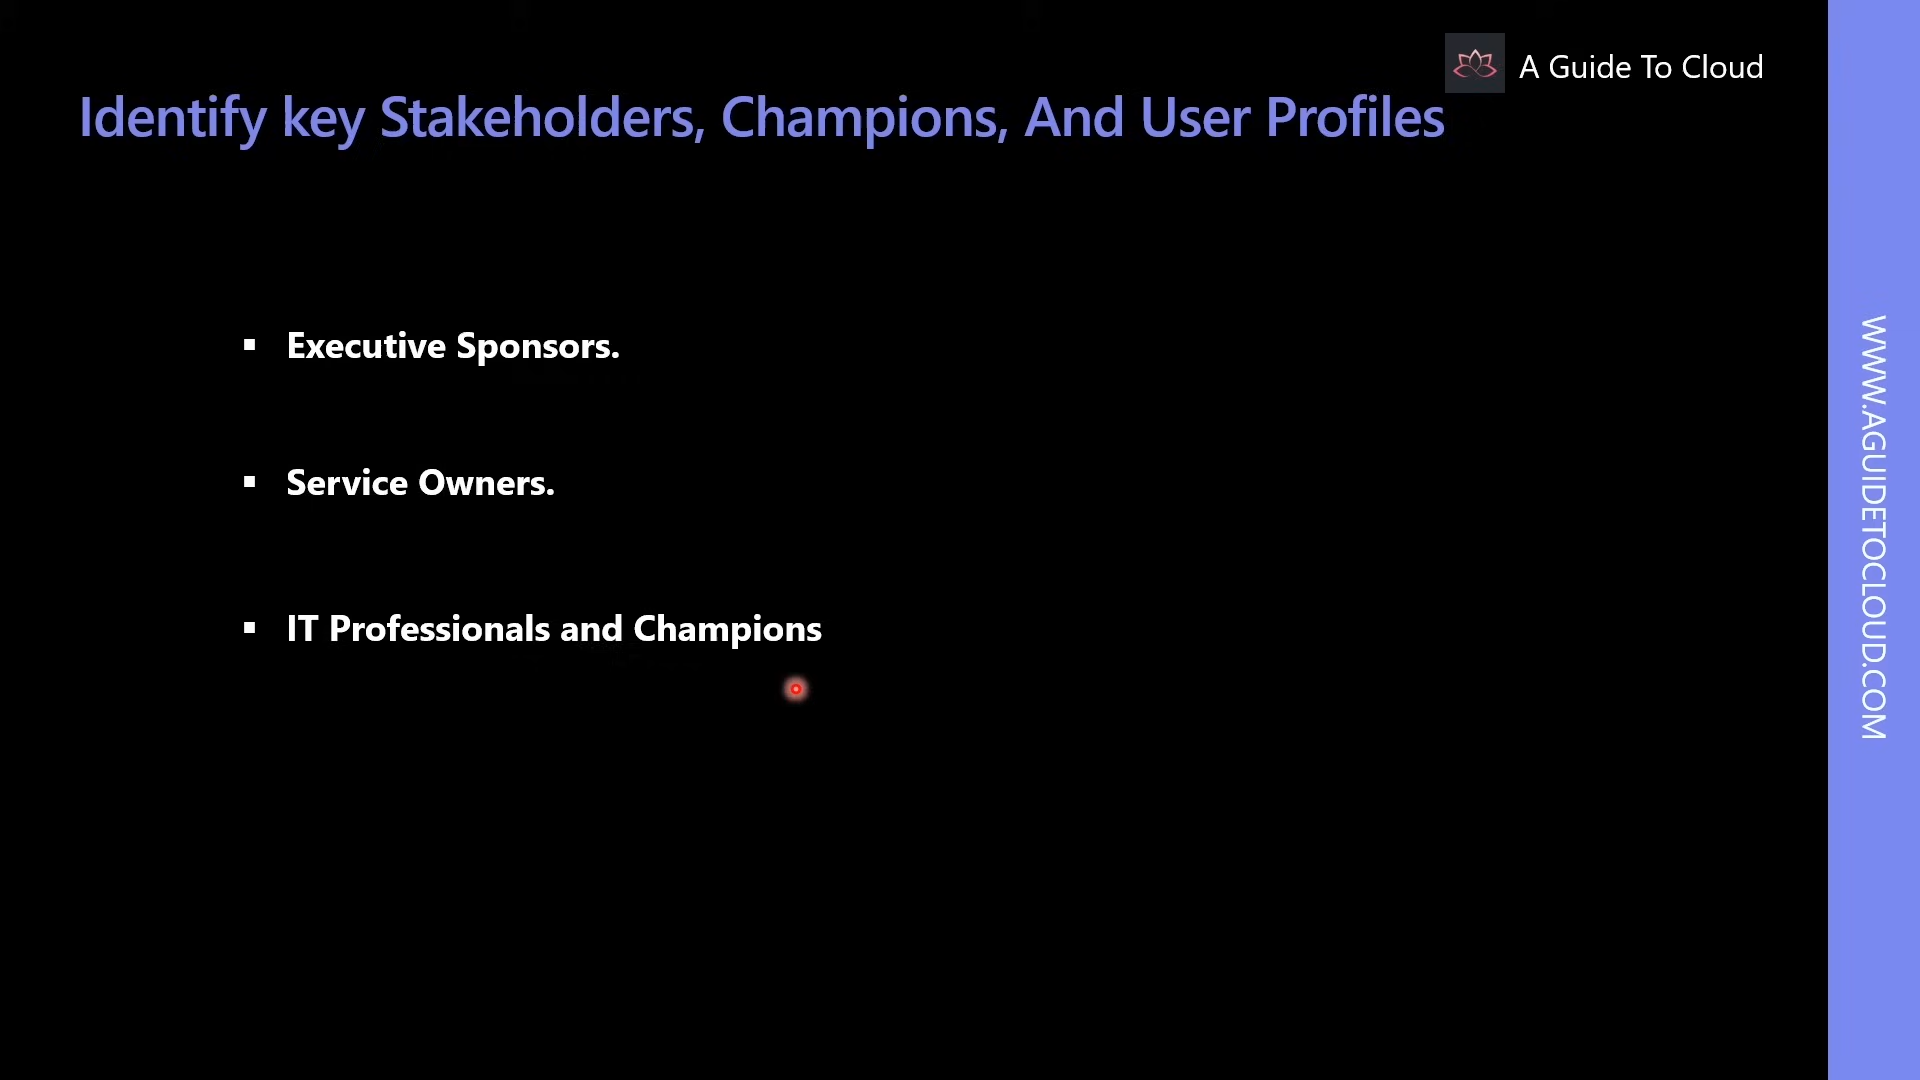 A Guide To Cloud
Identify key Stakeholders, Champions, And User Profiles
▪ Executive Sponsors.
▪ Service Owners.
▪ IT Professionals and Champions
WWW.AGUIDETOCLOUD.COM